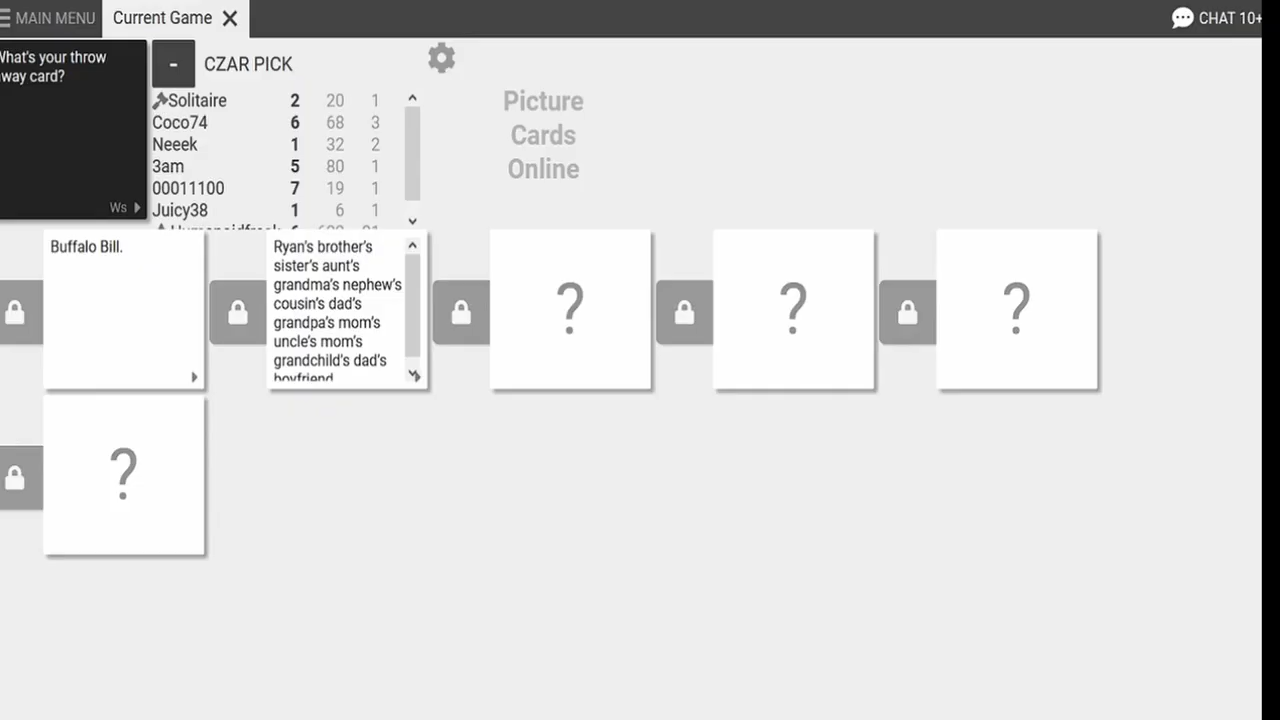 MAIN MENU
Current Game
CHAT 10+
What's your throw
away card?
Ws
-
CZAR PICK
Solitaire 2 20 1
Coco74 6 68 3
Neeek 1 32 2
3am 5 80 1
00011100 7 19 1
Juicy38 1 6 1
Picture
Cards
Online
Buffalo Bill.
Ryan's brother's
sister's aunt's
grandma's nephew's
cousin's dad's
grandpa's mom's
uncle's mom's
grandchild's dad's
boyfriend
?
?
?
?